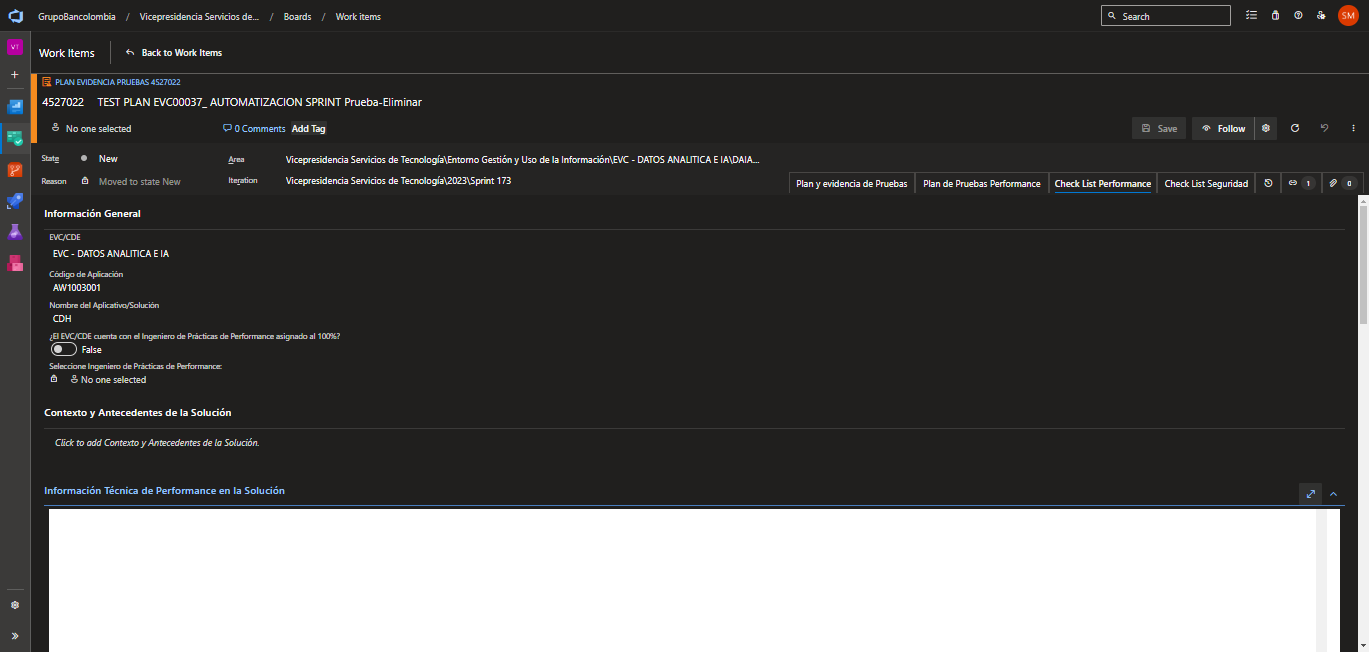 GrupoBancolombia / Vicepresidencia Servicios de... / Boards / Work items
Search
SM
VT
Work Items
Back to Work Items
PLAN EVIDENCIA PRUEBAS 4527022
4527022 TEST PLAN EVC00037_ AUTOMATIZACION SPRINT Prueba-Eliminar
No one selected
0 Comments
Add Tag
Save
Follow
State New
Area Vicepresidencia Servicios de Tecnología\Entorno Gestión y Uso de la Información\EVC - DATOS ANALITICA E IA\DAIA...
Reason Moved to state New
Iteration Vicepresidencia Servicios de Tecnología\2023\Sprint 173
Plan y evidencia de Pruebas
Plan de Pruebas Performance
Check List Performance
Check List Seguridad
1
0
Información General
EVC/CDE
EVC - DATOS ANALITICA E IA
Código de Aplicación
AW1003001
Nombre del Aplicativo/Solución
CDH
¿El EVC/CDE cuenta con el Ingeniero de Prácticas de Performance asignado al 100%?
False
Seleccione Ingeniero de Prácticas de Performance:
No one selected
Contexto y Antecedentes de la Solución
Click to add Contexto y Antecedentes de la Solución.
Información Técnica de Performance en la Solución